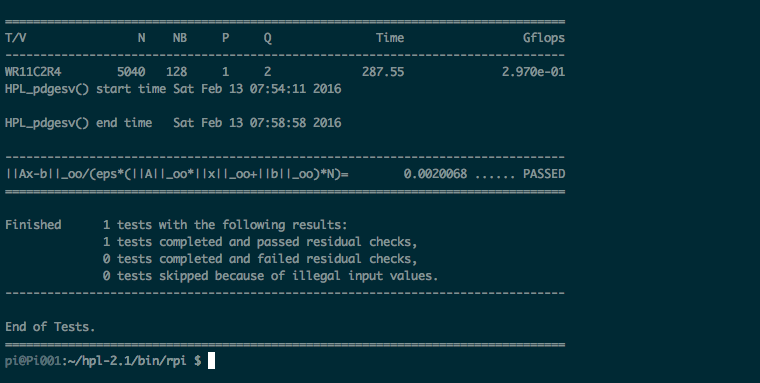 ================================================================================
T/V                N    NB     P     Q               Time                 Gflops
--------------------------------------------------------------------------------
WR11C2R4        5040   128     1     2             287.55              2.970e-01
HPL_pdgesv() start time Sat Feb 13 07:54:11 2016
HPL_pdgesv() end time   Sat Feb 13 07:58:58 2016
--------------------------------------------------------------------------------
||Ax-b||_oo/(eps*(||A||_oo*||x||_oo+||b||_oo)*N)=        0.0020068 ...... PASSED
================================================================================
Finished      1 tests with the following results:
              1 tests completed and passed residual checks,
              0 tests completed and failed residual checks,
              0 tests skipped because of illegal input values.
--------------------------------------------------------------------------------
End of Tests.
================================================================================
pi@Pi001:~/hpl-2.1/bin/rpi $